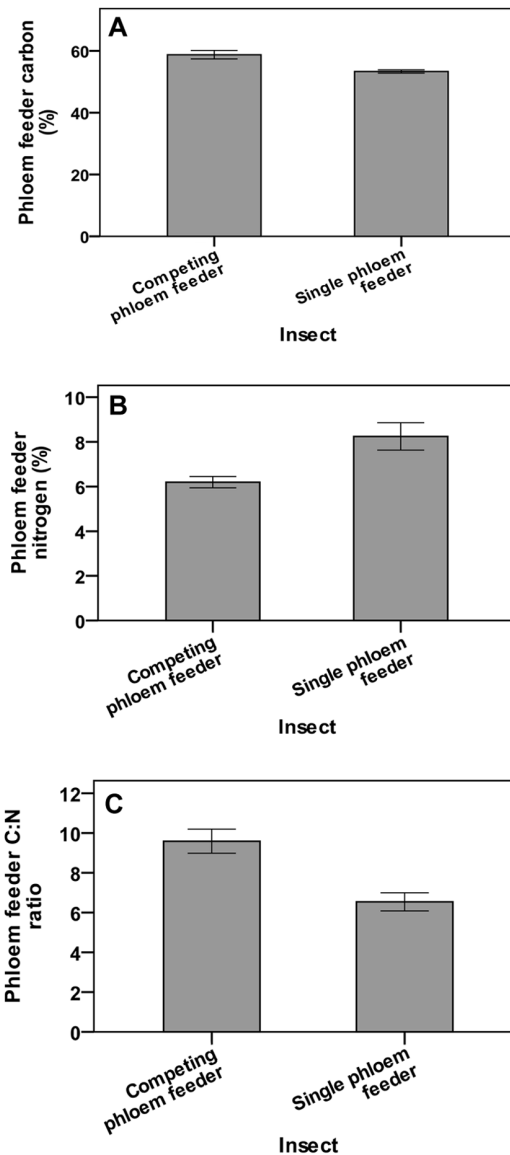 A
Phloem feeder carbon
(%)
60
40
20
0
Competing
phloem feeder
Single phloem
feeder
Insect
B
Phloem feeder
nitrogen (%)
10
8
6
4
2
0
Competing
phloem feeder
Single phloem
feeder
Insect
C
Phloem feeder C:N
ratio
12
10
8
6
4
2
0
Competing
phloem feeder
Single phloem
feeder
Insect